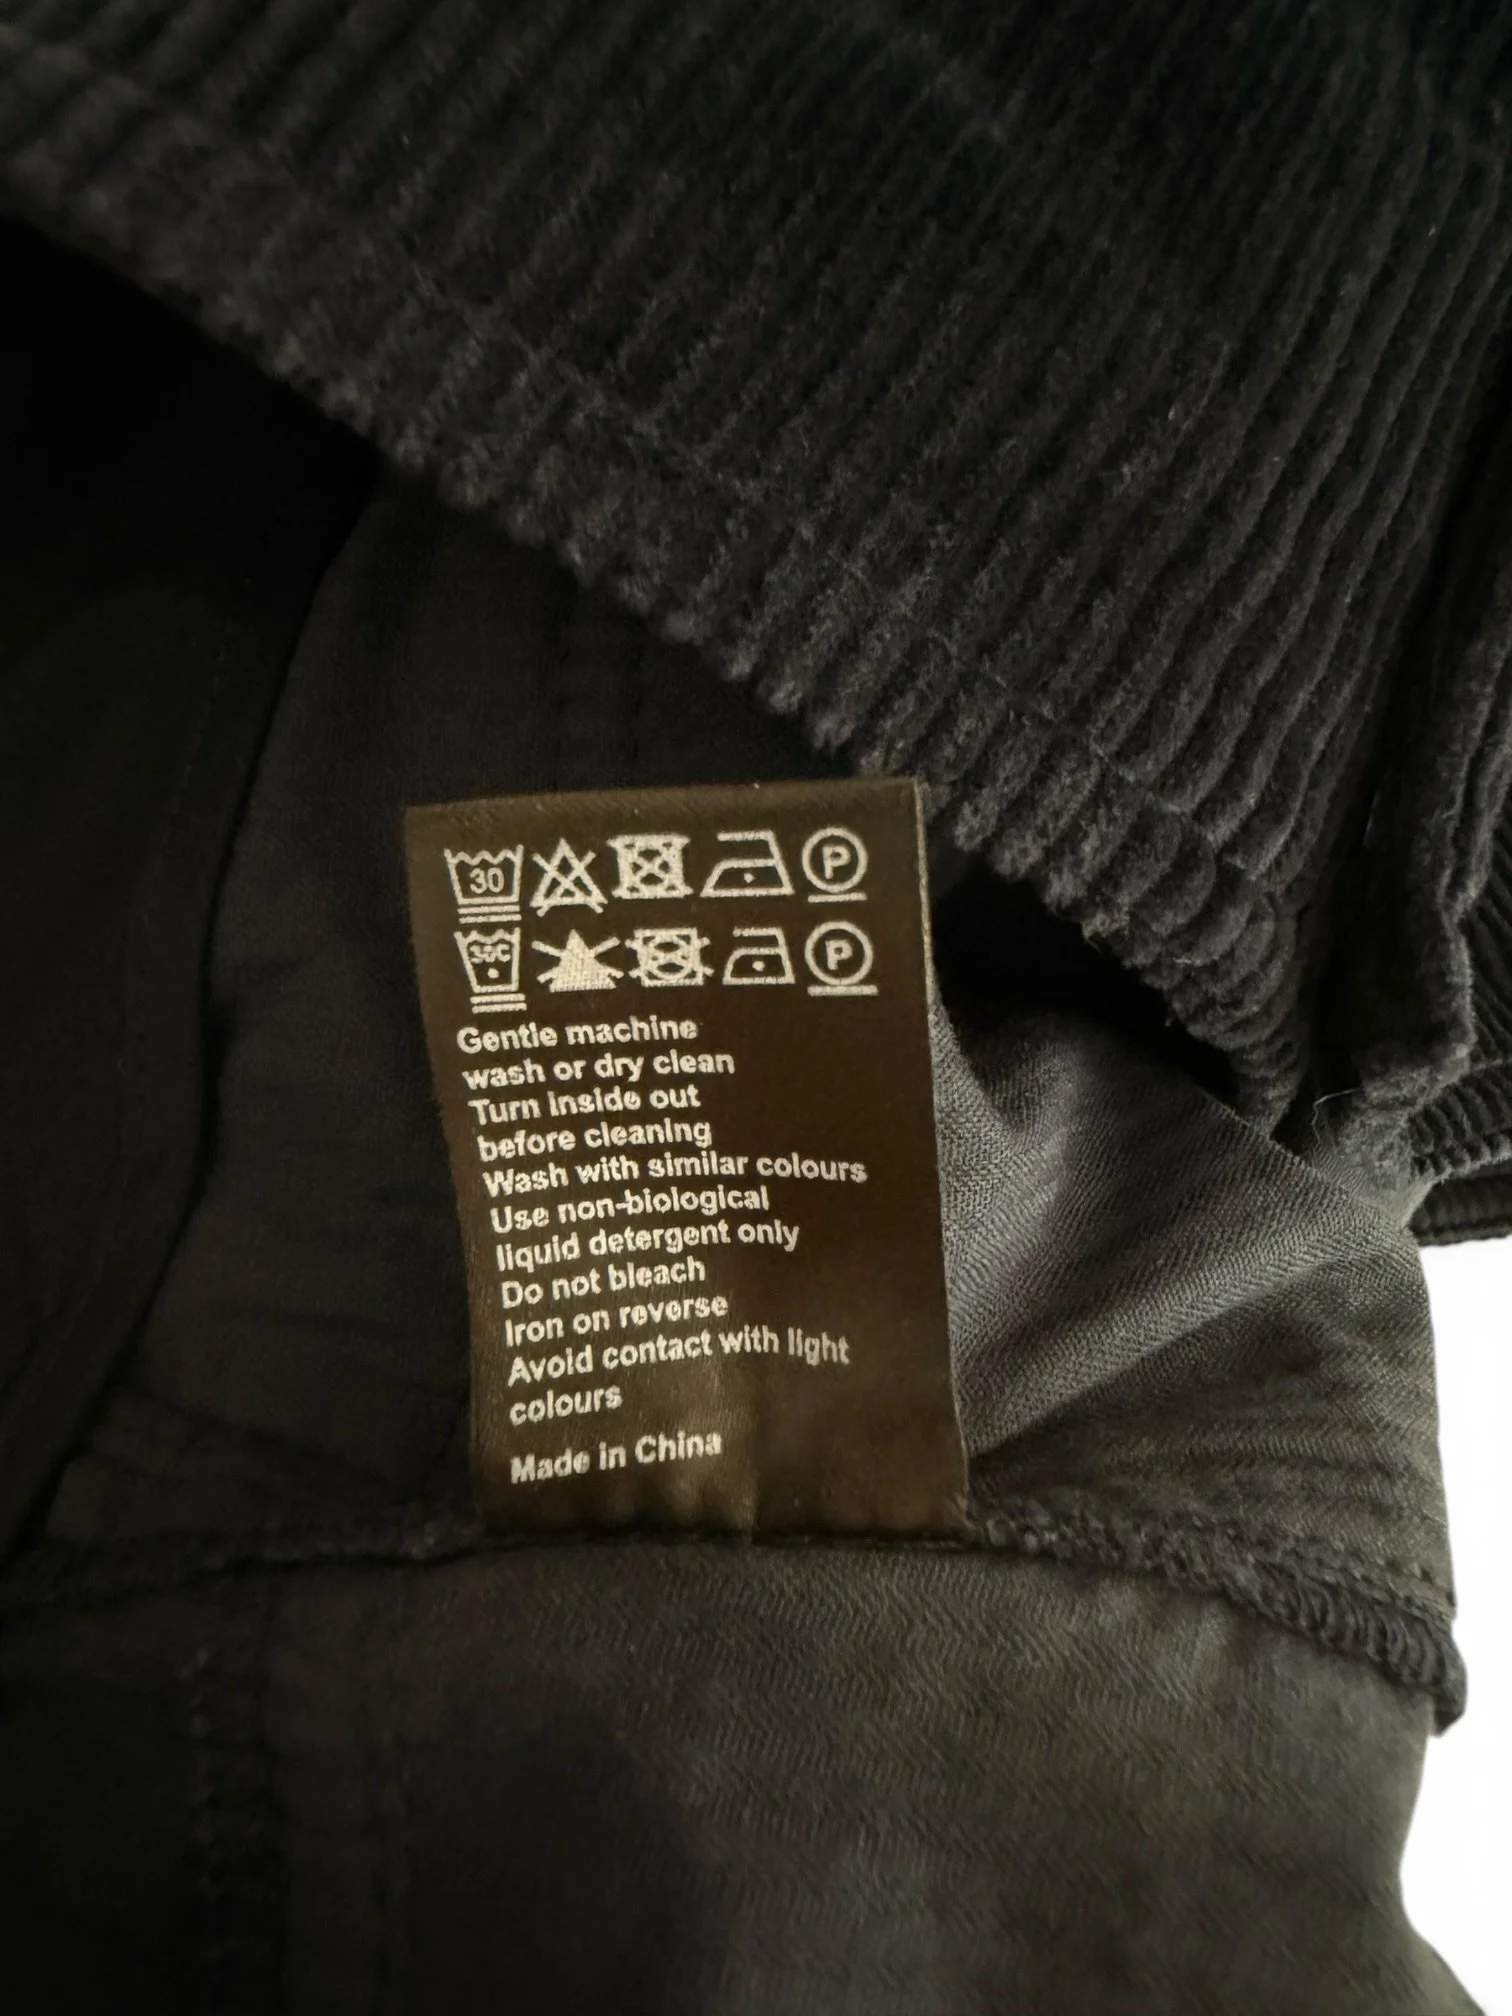 30 P
30C P
Gentle machine
wash or dry clean
Turn inside out
before cleaning
Wash with similar colours
Use non-biological
liquid detergent only
Do not bleach
Iron on reverse
Avoid contact with light
colours
Made in China